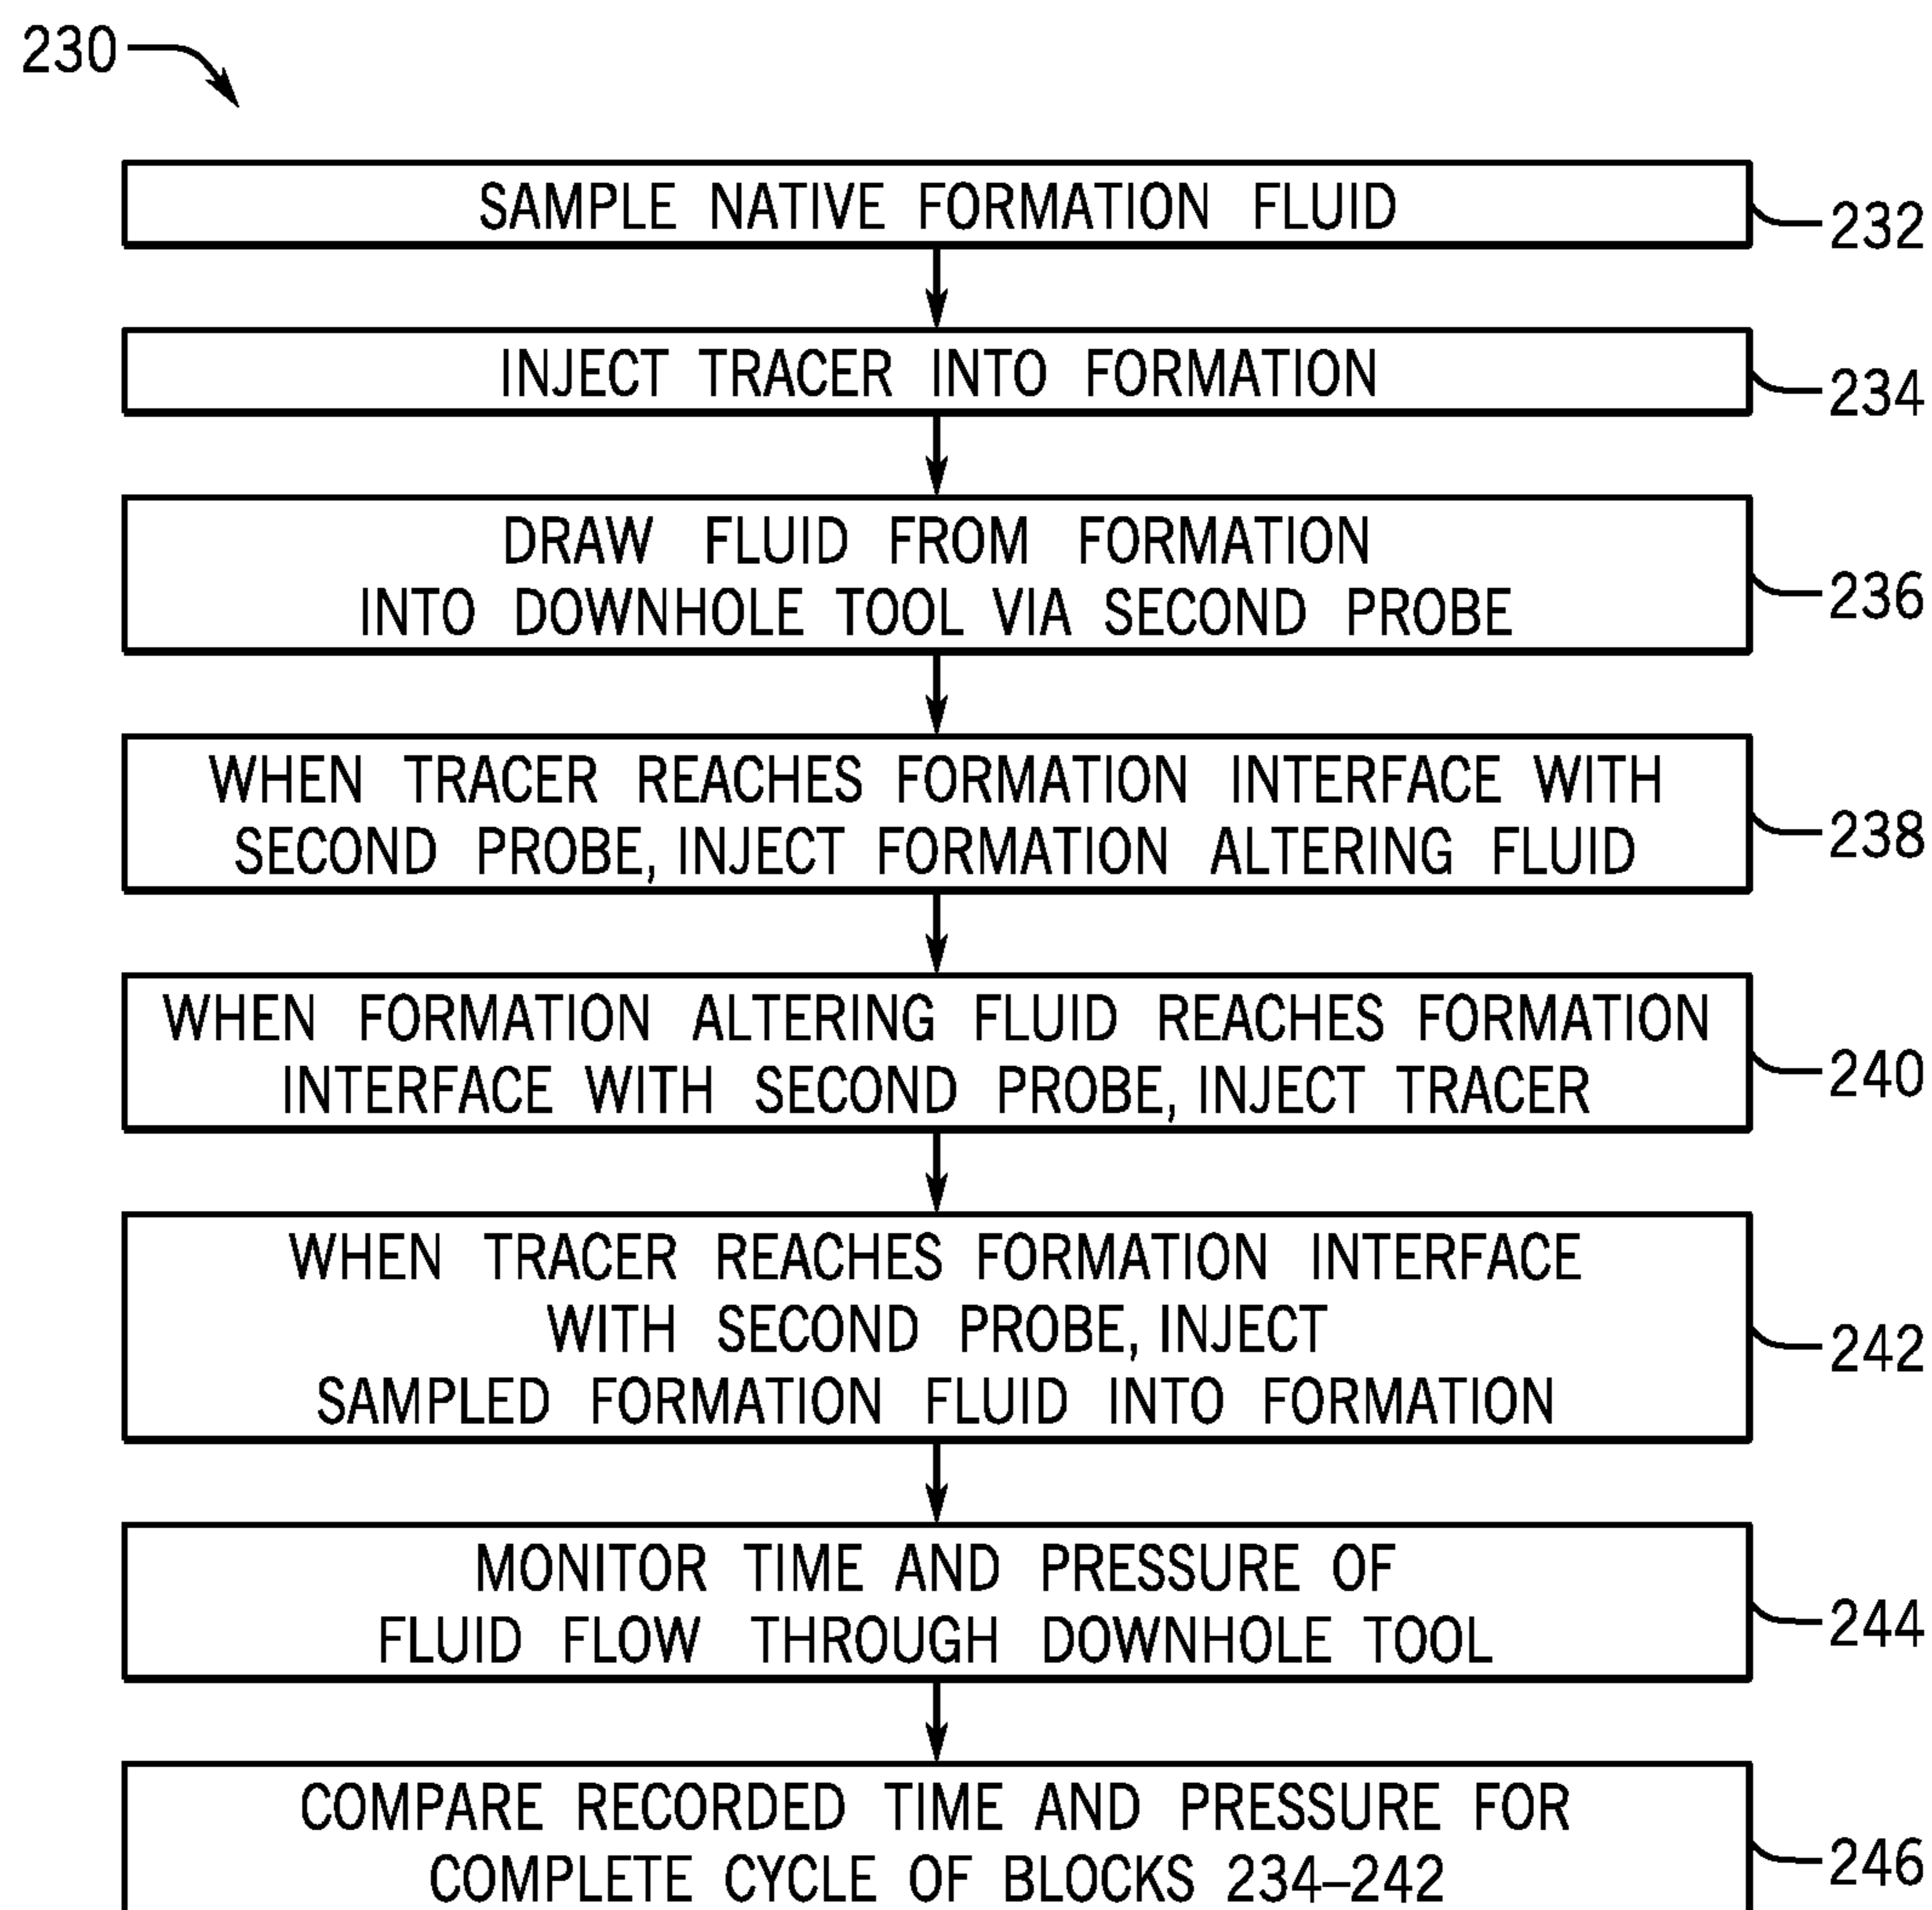 230
SAMPLE NATIVE FORMATION FLUID
232
INJECT TRACER INTO FORMATION
234
DRAW FLUID FROM FORMATION
INTO DOWNHOLE TOOL VIA SECOND PROBE
236
WHEN TRACER REACHES FORMATION INTERFACE WITH
SECOND PROBE, INJECT FORMATION ALTERING FLUID
238
WHEN FORMATION ALTERING FLUID REACHES FORMATION
INTERFACE WITH SECOND PROBE, INJECT TRACER
240
WHEN TRACER REACHES FORMATION INTERFACE
WITH SECOND PROBE, INJECT
SAMPLED FORMATION FLUID INTO FORMATION
242
MONITOR TIME AND PRESSURE OF
FLUID FLOW THROUGH DOWNHOLE TOOL
244
COMPARE RECORDED TIME AND PRESSURE FOR
COMPLETE CYCLE OF BLOCKS 234–242
246